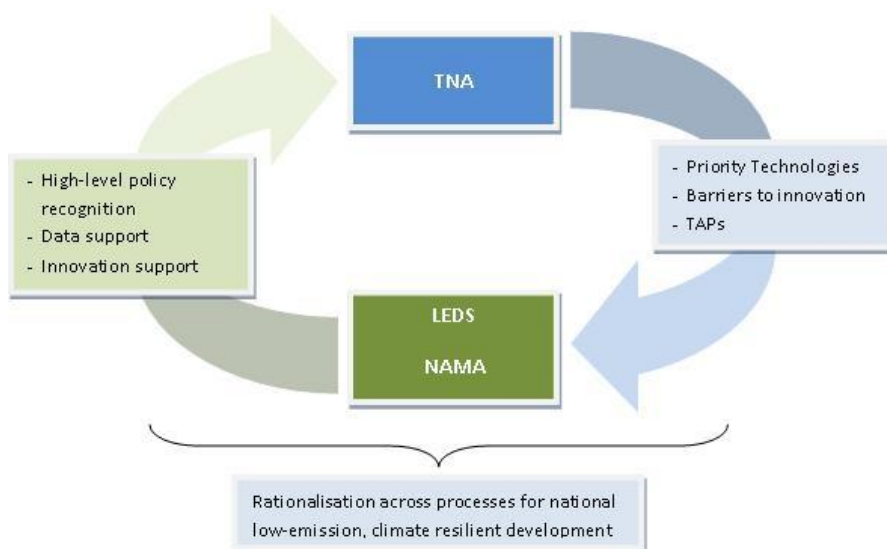 TNA
- Priority Technologies
- Barriers to innovation
- TAPs
- High-level policy
recognition
- Data support
- Innovation support
LEDS
NAMA
Rationalisation across processes for national
low-emission, climate resilient development